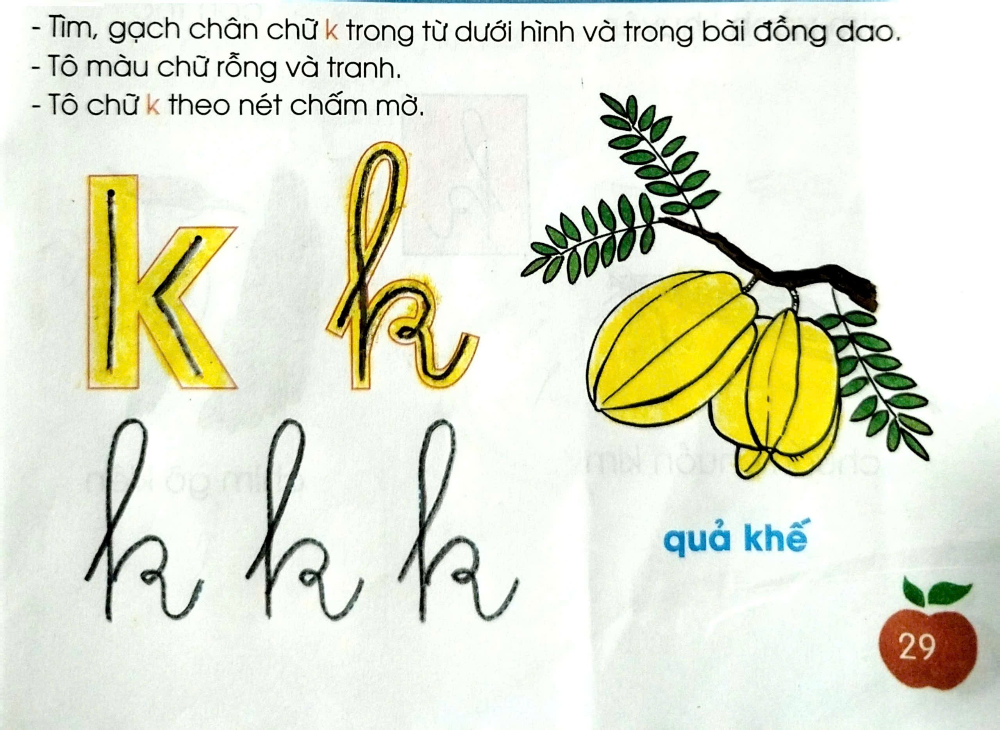 - Tìm, gạch chân chữ k trong từ dưới hình và trong bài đồng dao.
- Tô màu chữ rỗng và tranh.
- Tô chữ k theo nét chấm mờ.
k k
k k k
quả khế
29